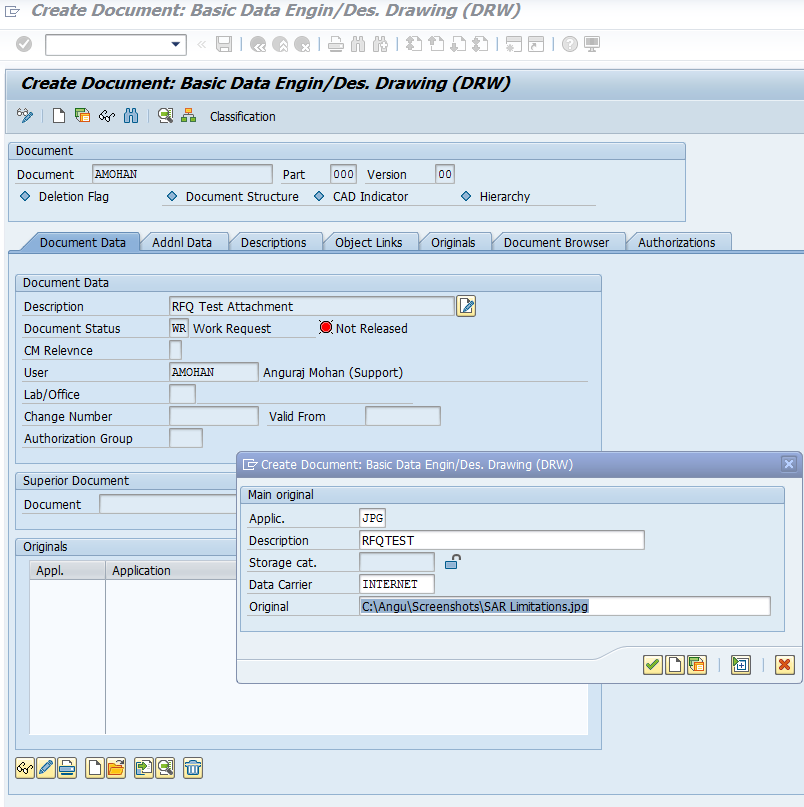 Create Document: Basic Data Engin/Des. Drawing (DRW)
Create Document: Basic Data Engin/Des. Drawing (DRW)
Classification
Document
Document AMOHAN Part 000 Version 00
Deletion Flag Document Structure CAD Indicator Hierarchy
Document Data Addnl Data Descriptions Object Links Originals Document Browser Authorizations
Document Data
Description RFQ Test Attachment
Document Status WR Work Request Not Released
CM Relevnce
User AMOHAN Anguraj Mohan (Support)
Lab/Office
Change Number Valid From
Authorization Group
Superior Document
Document
Originals
Appl. Application
Create Document: Basic Data Engin/Des. Drawing (DRW)
Main original
Applic. JPG
Description RFQTEST
Storage cat.
Data Carrier INTERNET
Original C:\Angu\Screenshots\SAR Limitations.jpg